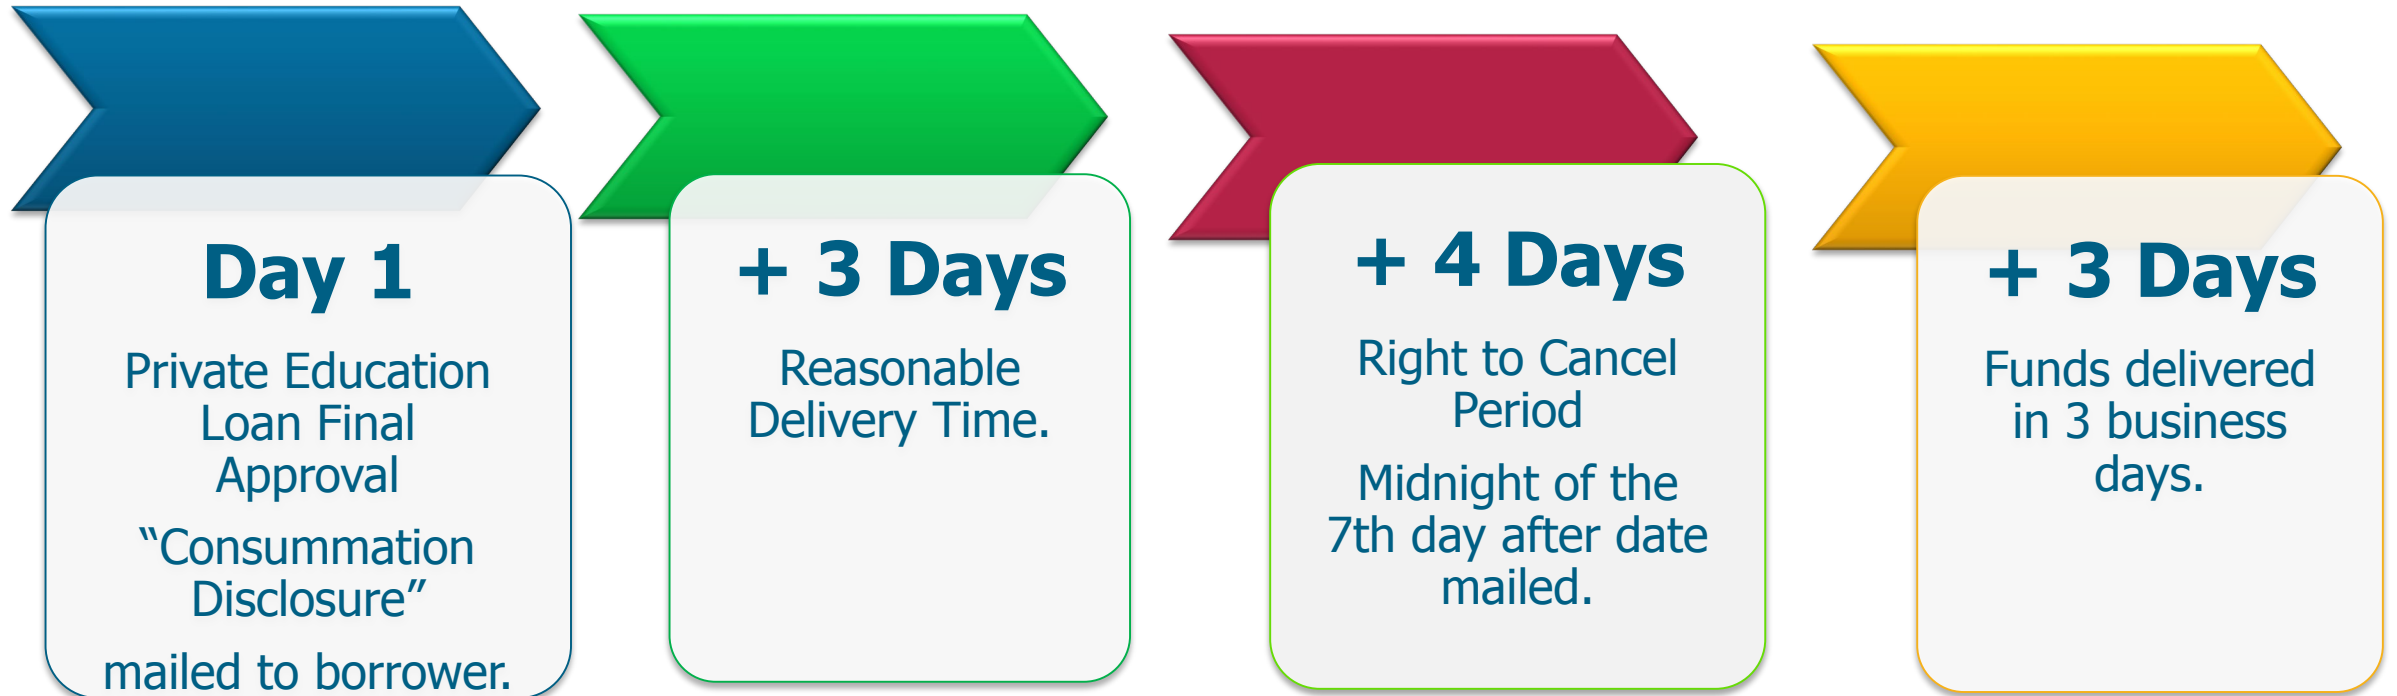 Day 1
Private Education
Loan Final
Approval
“Consummation
Disclosure”
mailed to borrower.
+ 3 Days
Reasonable
Delivery Time.
+ 4 Days
Right to Cancel
Period
Midnight of the
7th day after date
mailed.
+ 3 Days
Funds delivered
in 3 business
days.